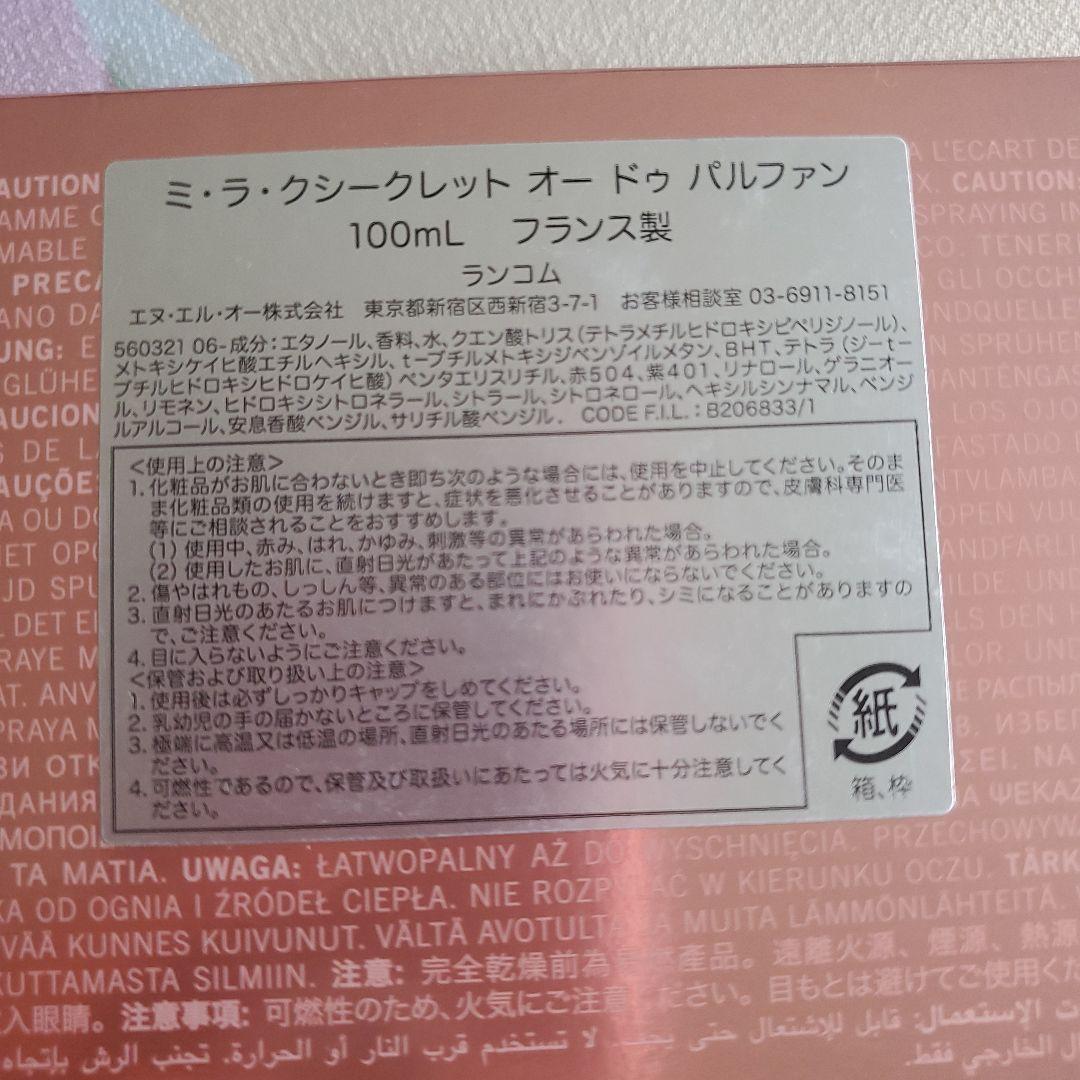 ミ・ラ・クシークレット オー ドゥ パルファン
100mL フランス製
ランコム
エヌ・エル・オー株式会社 東京都新宿区西新宿3-7-1 お客様相談室 03-6911-8151
560321 06-成分：エタノール、香料、水、クエン酸トリス（テトラメチルヒドロキシピペリジノール）、
メトキシケイヒ酸エチルヘキシル、t-ブチルメトキシジベンゾイルメタン、BHT、テトラ（ジ-t-
ブチルヒドロキシヒドロケイヒ酸）ペンタエリスリチル、赤504、紫401、リナロール、ゲラニオー
ル、リモネン、ヒドロキシシトロネラール、シトラール、シトロネロール、ヘキシルシンナマル、ベンジ
ルアルコール、安息香酸ベンジル、サリチル酸ベンジル． CODE F.I.L.：B206833/1
＜使用上の注意＞
1. 化粧品がお肌に合わないとき即ち次のような場合には、使用を中止してください。そのま
ま化粧品類の使用を続けますと、症状を悪化させることがありますので、皮膚科専門医
等にご相談されることをおすすめします。
(1) 使用中、赤み、はれ、かゆみ、刺激等の異常があらわれた場合。
(2) 使用したお肌に、直射日光があたって上記のような異常があらわれた場合。
2. 傷やはれもの、しっしん等、異常のある部位にはお使いにならないでください。
3. 直射日光のあたるお肌につけますと、まれにかぶれたり、シミになることがありますの
で、ご注意ください。
4. 目に入らないようにご注意ください。
＜保管および取り扱い上の注意＞
1. 使用後は必ずしっかりキャップをしめてください。
2. 乳幼児の手の届かないところに保管してください。
3. 極端に高温又は低温の場所、直射日光のあたる場所には保管しないでく
ださい。
4. 可燃性であるので、保管及び取扱いにあたっては火気に十分注意してく
ださい。
紙
箱、枠
AUTION
L'ECART DE
CAUTION:
SPRAYING IN
MABLE
CO. TENER
PREC
GLI OCCHI
UNG:
GLÜHE
AUCION
S DE LA
FASTADO
AUÇÕES
A OU
OPEN VUU
DET
TA MATIA. UWAGA: ŁATWOPALNY AŻ DO WYSCHNIĘCIA. PRZECHOWYW
KA OD OGNIA I ŹRÓDEŁ CIEPŁA. NIE ROZPYLAĆ W KIERUNKU OCZU. TÄRK
VÄÄ KUNNES KUIVUNUT. VÄLTÄ AVOTULTA JA MUITA LÄMMÖNLÄHTEITÄ.
KUTTAMASTA SILMIIN. 注意: 完全乾燥前為易燃產品。遠離火源、煙源、熱源
入眼睛。注意事項: 可燃性のため、火気にご注意ください。目もとは避けてご使用くだ